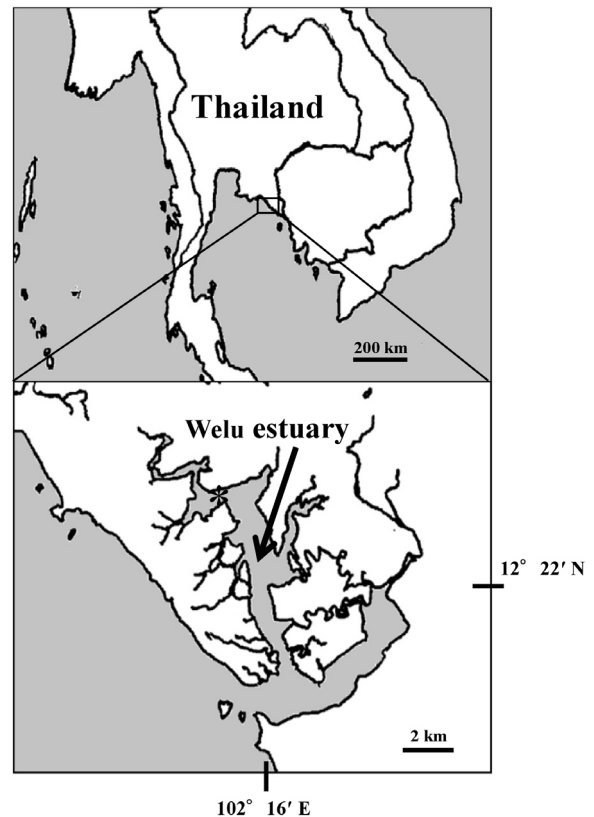 Thailand
200 km
Welu estuary
*
12° 22′ N
2 km
102° 16′ E